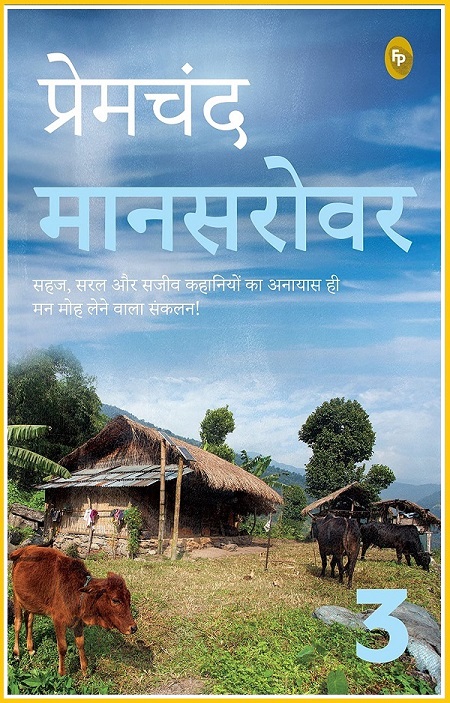 FP
प्रेमचंद
मानसरोवर
सहज, सरल और सजीव कहानियों का अनायास ही
मन मोह लेने वाला संकलन!
3